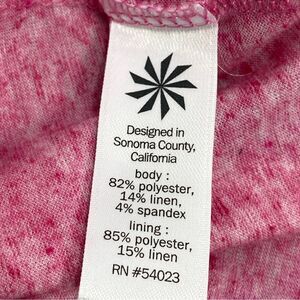 Designed in
Sonoma County,
California
body :
82% polyester,
14% linen,
4% spandex
lining :
85% polyester,
15% linen
RN #54023